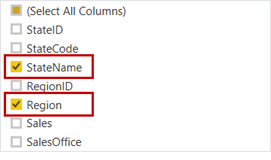 (Select All Columns)
StateID
StateCode
StateName
RegionID
Region
Sales
SalesOffice